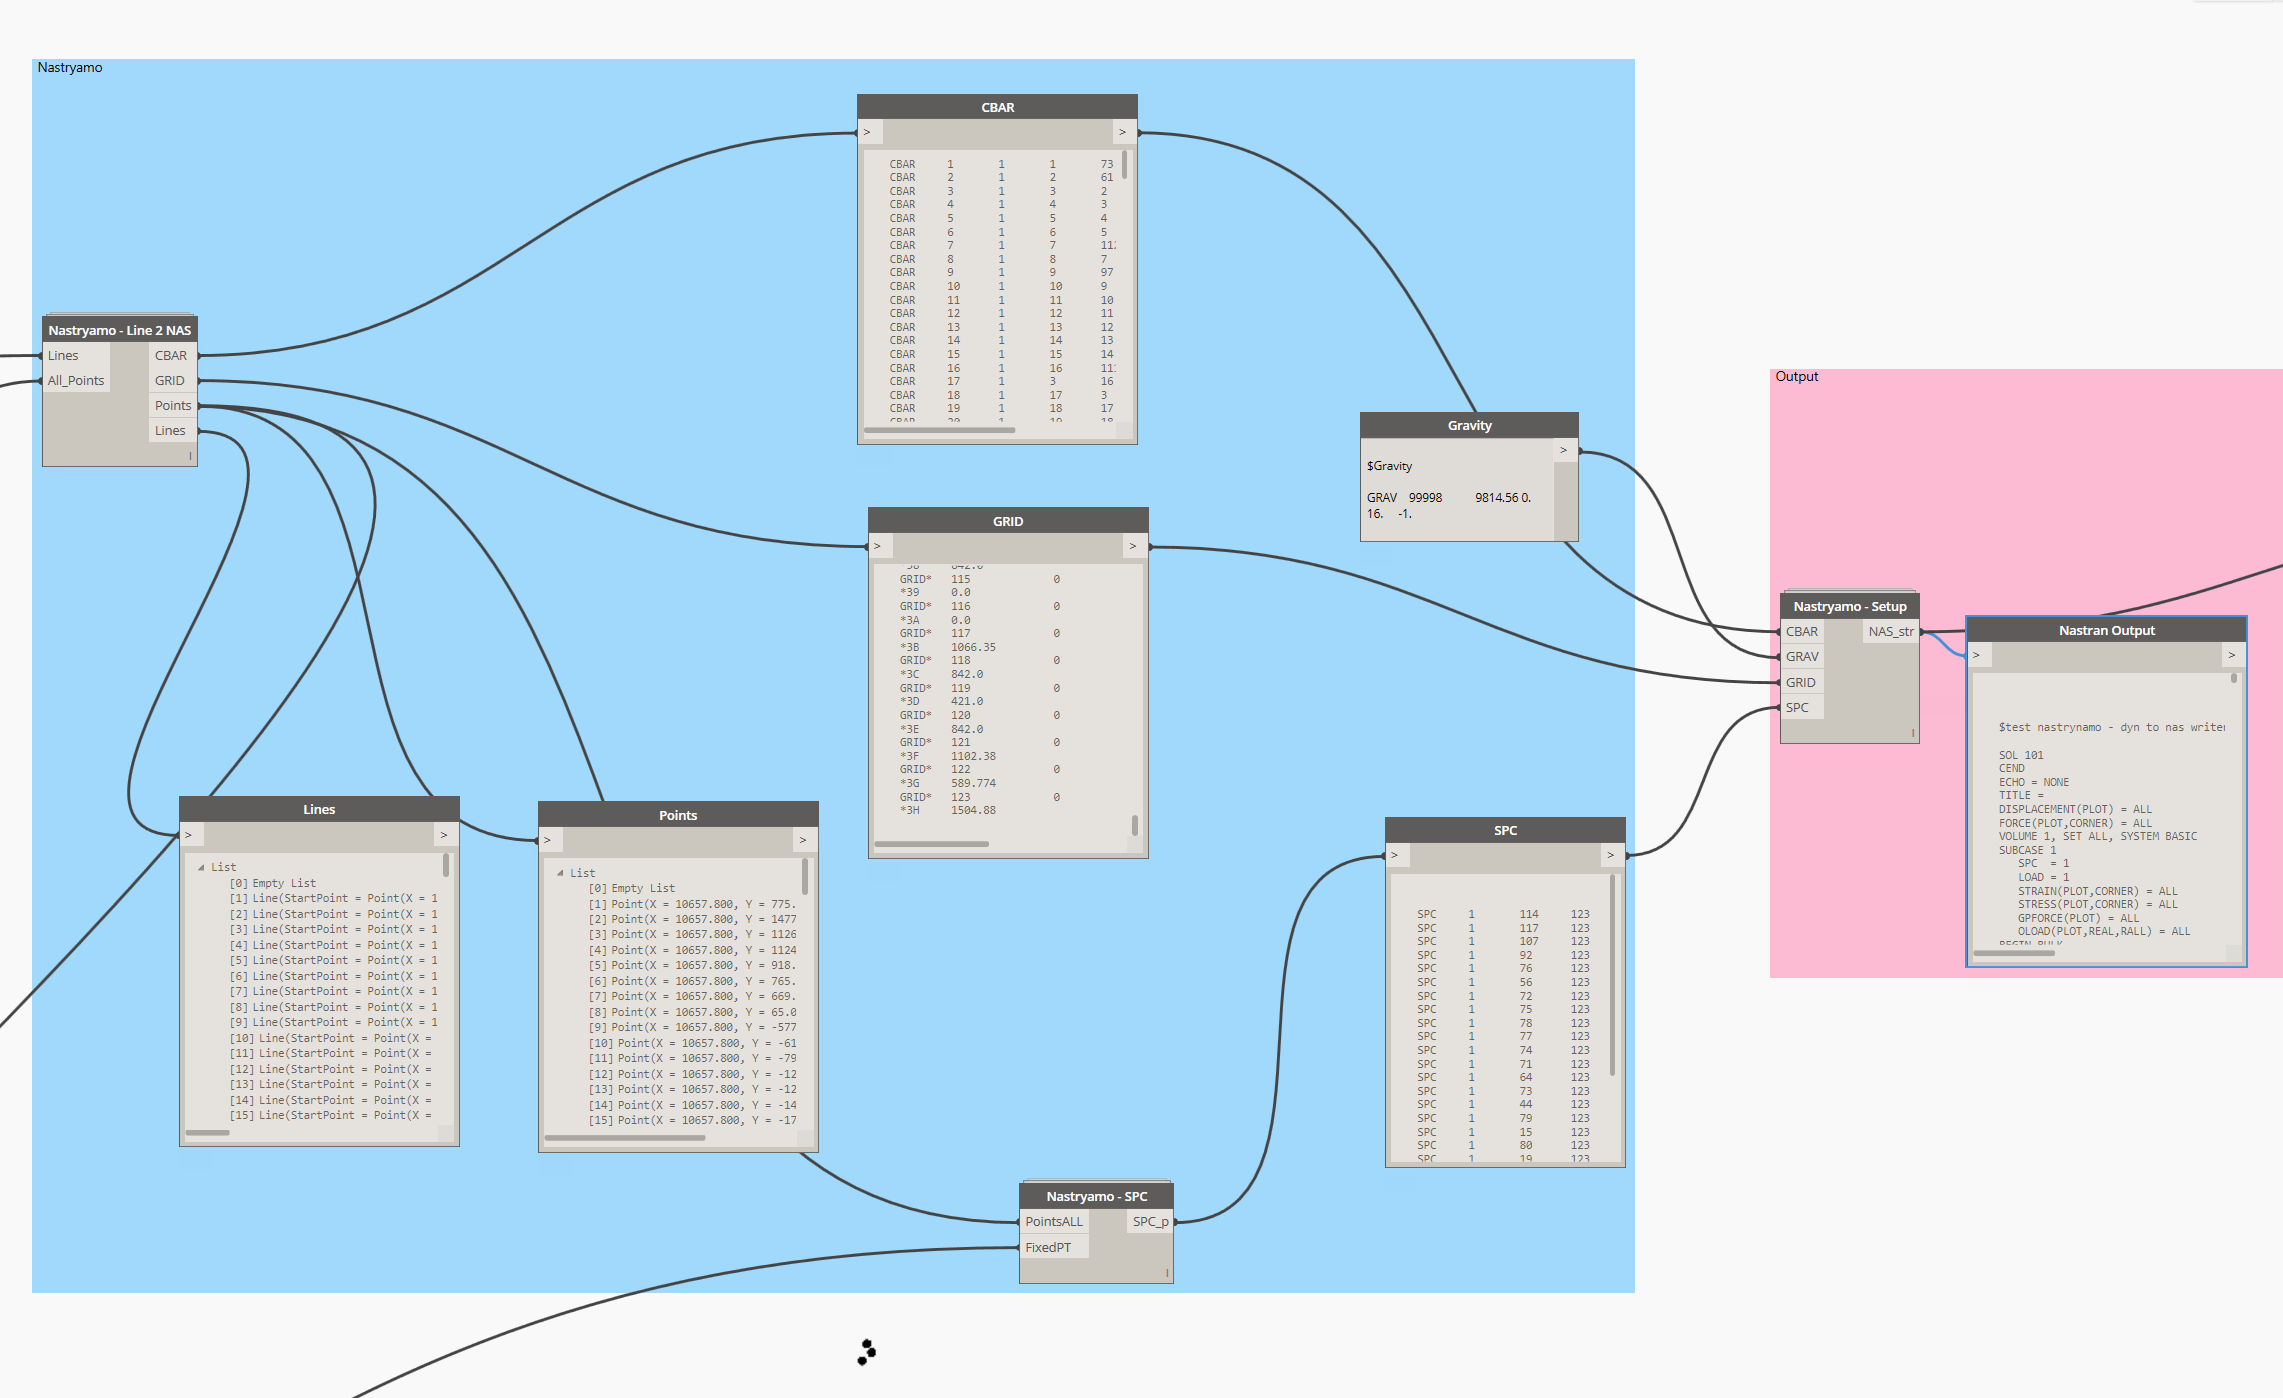 Nastryamo
CBAR
> >
CBAR 1 1 1 73
CBAR 2 1 2 61
CBAR 3 1 3 2
CBAR 4 1 4 3
CBAR 5 1 5 4
CBAR 6 1 6 5
CBAR 7 1 7
CBAR 8 1 8 7
CBAR 9 1 9 97
CBAR 10 1 10 9
CBAR 11 1 11 10
CBAR 12 1 12 11
CBAR 13 1 13 12
CBAR 14 1 14 13
CBAR 15 1 15 14
CBAR 16 1 16
CBAR 17 1 3 16
CBAR 18 1 17 3
CBAR 19 1 18 17
CBAR 20 1 19 18
Nastryamo - Line 2 NAS
Lines CBAR
All_Points GRID
Points
Lines
I
Gravity
>
$Gravity
GRAV 99998 9814.56 0.
16. -1.
GRID
> >
*38 842.0
GRID* 115 0
*39 0.0
GRID* 116 0
*3A 0.0
GRID* 117 0
*3B 1066.35
GRID* 118 0
*3C 842.0
GRID* 119 0
*3D 421.0
GRID* 120 0
*3E 842.0
GRID* 121 0
*3F 1102.38
GRID* 122 0
*3G 589.774
GRID* 123 0
*3H 1504.88
Lines
> >
List
[0] Empty List
[1] Line(StartPoint = Point(X = 1
[2] Line(StartPoint = Point(X = 1
[3] Line(StartPoint = Point(X = 1
[4] Line(StartPoint = Point(X = 1
[5] Line(StartPoint = Point(X = 1
[6] Line(StartPoint = Point(X = 1
[7] Line(StartPoint = Point(X = 1
[8] Line(StartPoint = Point(X = 1
[9] Line(StartPoint = Point(X = 1
[10] Line(StartPoint = Point(X =
[11] Line(StartPoint = Point(X =
[12] Line(StartPoint = Point(X =
[13] Line(StartPoint = Point(X =
[14] Line(StartPoint = Point(X =
[15] Line(StartPoint = Point(X =
Points
> >
List
[0] Empty List
[1] Point(X = 10657.800, Y = 775.
[2] Point(X = 10657.800, Y = 1477
[3] Point(X = 10657.800, Y = 1126
[4] Point(X = 10657.800, Y = 1124
[5] Point(X = 10657.800, Y = 918.
[6] Point(X = 10657.800, Y = 765.
[7] Point(X = 10657.800, Y = 669.
[8] Point(X = 10657.800, Y = 65.0
[9] Point(X = 10657.800, Y = -577
[10] Point(X = 10657.800, Y = -61
[11] Point(X = 10657.800, Y = -79
[12] Point(X = 10657.800, Y = -12
[13] Point(X = 10657.800, Y = -12
[14] Point(X = 10657.800, Y = -14
[15] Point(X = 10657.800, Y = -17
Nastryamo - SPC
PointsALL SPC_p
FixedPT
I
SPC
> >
SPC 1 114 123
SPC 1 117 123
SPC 1 107 123
SPC 1 92 123
SPC 1 76 123
SPC 1 56 123
SPC 1 72 123
SPC 1 75 123
SPC 1 78 123
SPC 1 77 123
SPC 1 74 123
SPC 1 71 123
SPC 1 64 123
SPC 1 73 123
SPC 1 44 123
SPC 1 79 123
SPC 1 15 123
SPC 1 80 123
SPC 1 19 123
Output
Nastryamo - Setup
CBAR NAS_str
GRAV
GRID
SPC
I
Nastran Output
> >
$test nastrynamo - dyn to nas writer
SOL 101
CEND
ECHO = NONE
TITLE =
DISPLACEMENT(PLOT) = ALL
FORCE(PLOT,CORNER) = ALL
VOLUME 1, SET ALL, SYSTEM BASIC
SUBCASE 1
SPC = 1
LOAD = 1
STRAIN(PLOT,CORNER) = ALL
STRESS(PLOT,CORNER) = ALL
GPFORCE(PLOT) = ALL
OLOAD(PLOT,REAL,RALL) = ALL
BEGIN BULK